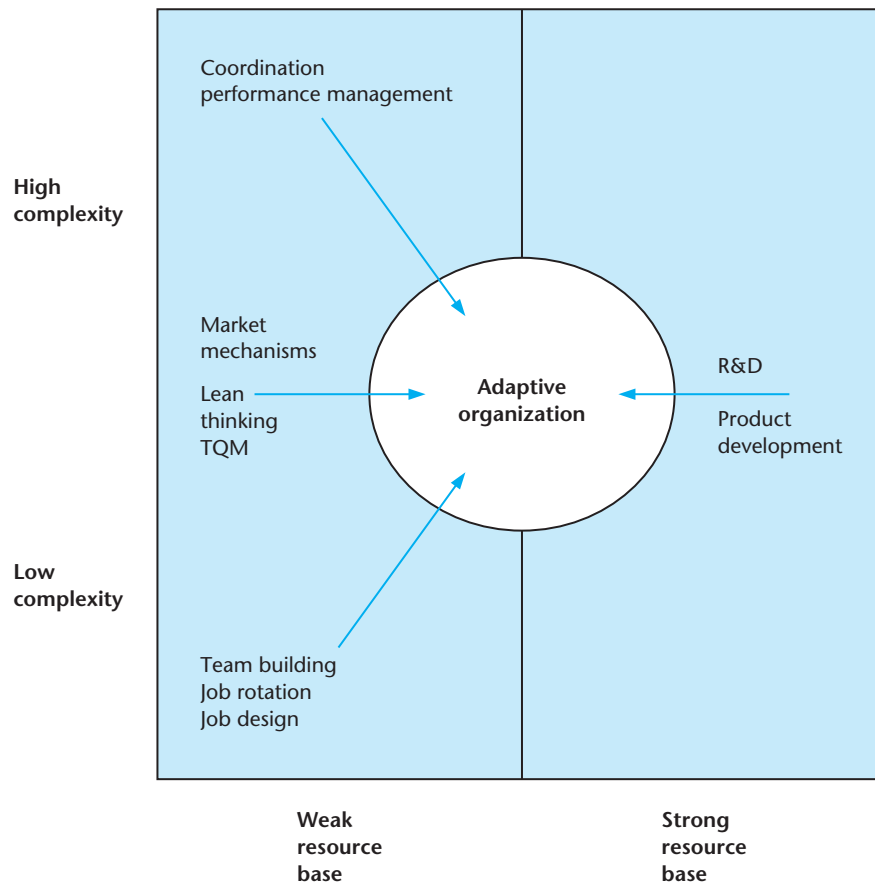 Coordination
performance management
High
complexity
Market
mechanisms
Lean
thinking
TQM
Adaptive
organization
R&D
Product
development
Low
complexity
Team building
Job rotation
Job design
Weak
resource
base
Strong
resource
base